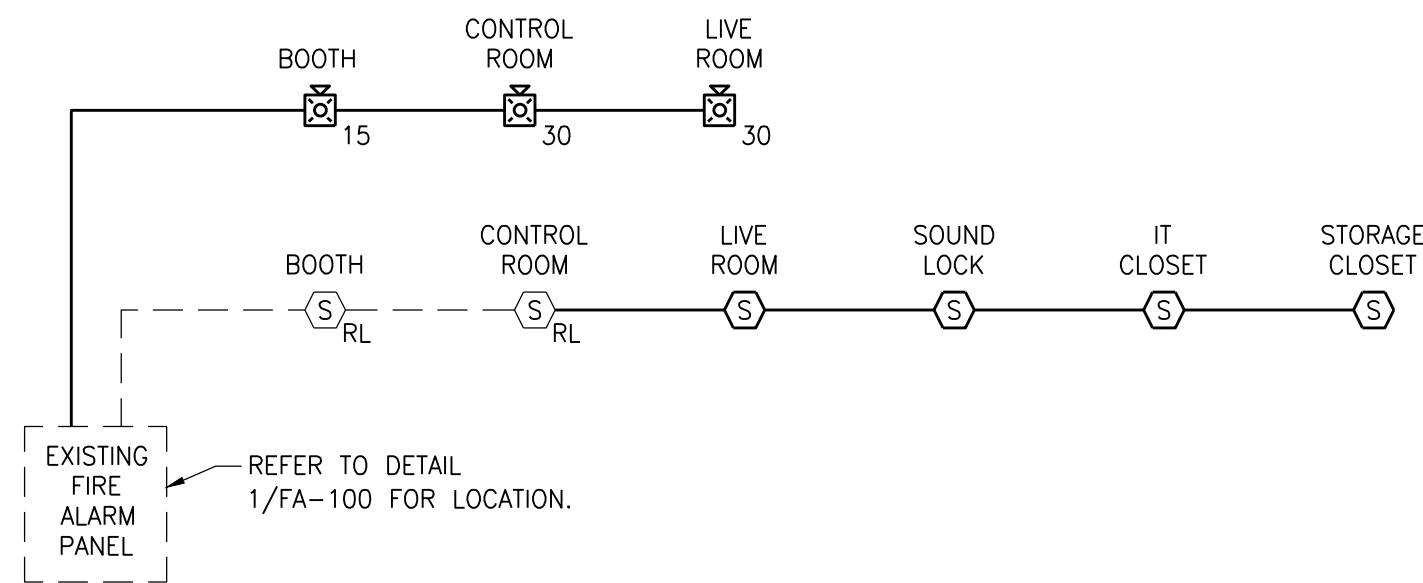 BOOTH
CONTROL
ROOM
LIVE
ROOM
15
30
30
BOOTH
CONTROL
ROOM
LIVE
ROOM
SOUND
LOCK
IT
CLOSET
STORAGE
CLOSET
S
RL
S
RL
S
S
S
S
EXISTING
FIRE
ALARM
PANEL
REFER TO DETAIL
1/FA-100 FOR LOCATION.